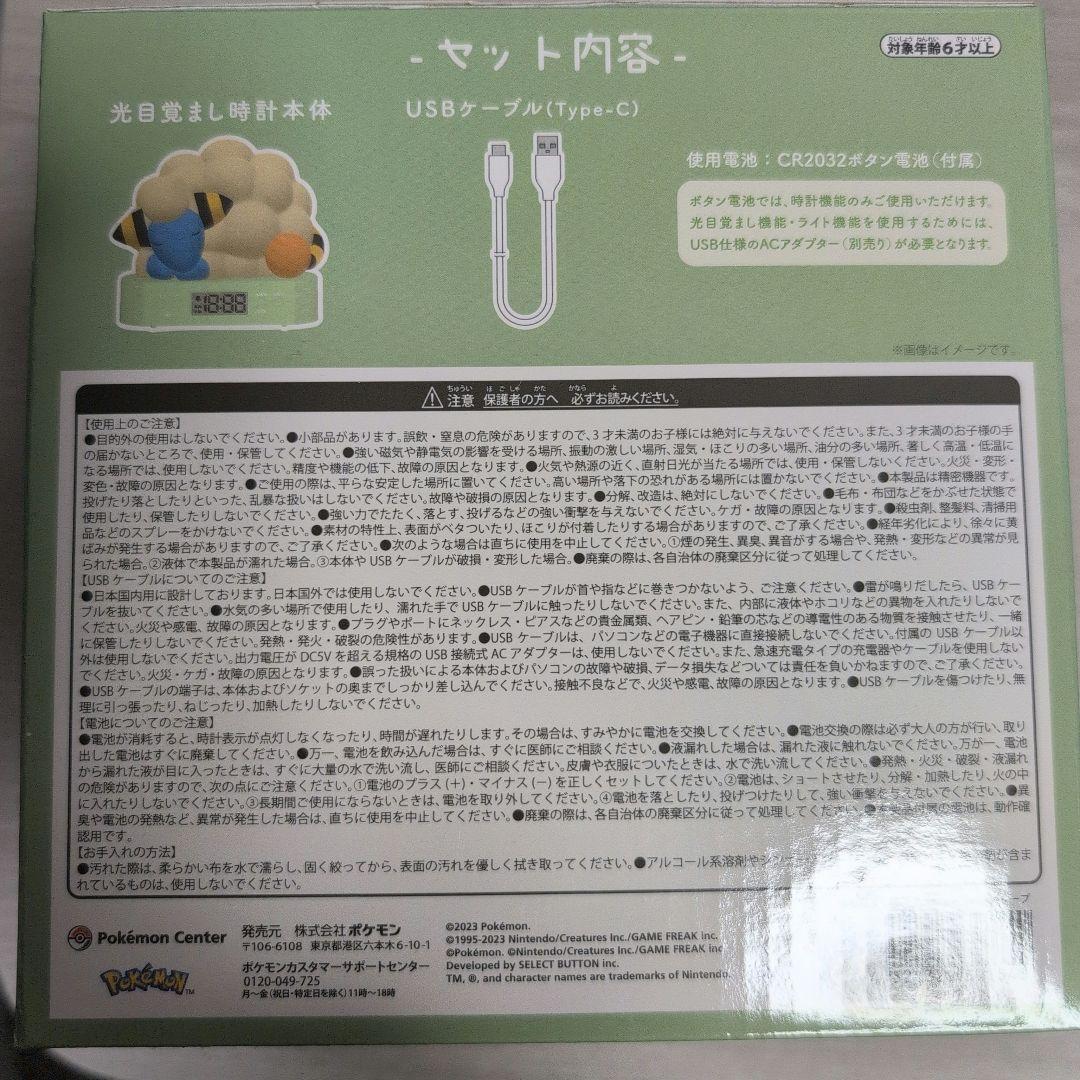 - セット内容 -
たいしょうねんれい さい いじょう
対象年齢6才以上
光目覚まし時計本体
USBケーブル(Type-C)
18:88
使用電池：CR2032ボタン電池(付属)
ボタン電池では、時計機能のみご使用いただけます。
光目覚まし機能・ライト機能を使用するためには、
USB仕様のACアダプター(別売り)が必要となります。
※画像はイメージです。
ちゅうい ほごしゃ かた かなら よ
注意 保護者の方へ 必ずお読みください。
【使用上のご注意】
●目的外の使用はしないでください。●小部品があります。誤飲・窒息の危険がありますので、3才未満のお子様には絶対に与えないでください。また、3才未満のお子様の手
の届かないところで、使用・保管してください。●強い磁気や静電気の影響を受ける場所、振動の激しい場所、湿気・ほこりの多い場所、油分の多い場所、著しく高温・低温に
なる場所では、使用しないでください。精度や機能の低下、故障の原因となります。●火気や熱源の近く、直射日光が当たる場所では、使用・保管しないください。火災・変形・
変色・故障の原因となります。●ご使用の際は、平らな安定した場所に置いてください。高い場所や落下の恐れがある場所には置かないでください。●本製品は精密機器です。
投げたり落としたりといった、乱暴な扱いはしないでください。故障や破損の原因となります。●分解、改造は、絶対にしないでください。●毛布・布団などをかぶせた状態で
使用したり、保管したりしないでください。●強い力でたたく、落とす、投げるなどの強い衝撃を与えないでください。ケガ・故障の原因となります。●殺虫剤、整髪料、清掃用
品などのスプレーをかけないでください。●素材の特性上、表面がベタついたり、ほこりが付着したりする場合がありますので、ご了承ください。●経年劣化により、徐々に黄
ばみが発生する場合がありますので、ご了承ください。●次のような場合は直ちに使用を中止してください。①煙の発生、異臭、異音がする場合や、発熱・変形などの異常が見
られた場合。②液体で本製品が濡れた場合。③本体や USB ケーブルが破損・変形した場合。●廃棄の際は、各自治体の廃棄区分に従って処理してください。
【USB ケーブルについてのご注意】
●日本国内用に設計しております。日本国外では使用しないでください。●USB ケーブルが首や指などに巻きつかないよう、ご注意ください。●雷が鳴りだしたら、USB ケー
ブルを抜いてください。●水気の多い場所で使用したり、濡れた手で USB ケーブルに触ったりしないでください。また、内部に液体やホコリなどの異物を入れたりしないで
ください。火災や感電、故障の原因となります。●プラグやポートにネックレス・ピアスなどの貴金属類、ヘアピン・鉛筆の芯などの導電性のある物質を接触させたり、一緒
に保管したりしないでください。発熱・発火・破裂の危険性があります。●USB ケーブルは、パソコンなどの電子機器に直接接続しないでください。付属の USB ケーブル以
外は使用しないでください。出力電圧が DC5V を超える規格の USB 接続式 AC アダプターは、使用しないでください。また、急速充電タイプの充電器やケーブルを使用しない
でください。火災・ケガ・故障の原因となります。●誤った扱いによる本体およびパソコンの故障や破損、データ損失などついては責任を負いかねますので、ご了承ください。
●USB ケーブルの端子は、本体およびソケットの奥までしっかり差し込んでください。接触不良などで、火災や感電、故障の原因となります。●USB ケーブルを傷つけたり、無
理に引っ張ったり、ねじったり、加熱したりしないでください。
【電池についてのご注意】
●電池が消耗すると、時計表示が点灯しなくなったり、時間が遅れたりします。その場合は、すみやかに電池を交換してください。●電池交換の際は必ず大人の方が行い、取り
出した電池はすぐに廃棄してください。●万一、電池を飲み込んだ場合は、すぐに医師にご相談ください。●液漏れした場合は、漏れた液に触れないでください。万が一、電池
から漏れた液が目に入ったときは、すぐに大量の水で洗い流し、医師にご相談ください。皮膚や衣服についたときは、水で洗い流してください。●発熱・火災・破裂・液漏れ
の危険がありますので、次の点にご注意ください。①電池のプラス(+)・マイナス(−)を正しくセットしてください。②電池は、ショートさせたり、分解・加熱したり、火の中
に入れたりしないでください。③長期間ご使用にならないときは、電池を取り外してください。④電池を落としたり、投げつけたりして、強い衝撃を与えないでください。●異
臭や電池の発熱など、異常が発生した場合は、直ちに使用を中止してください。●廃棄の際は、各自治体の廃棄区分に従って処理してください。●本製品付属の電池は、動作確
認用です。
【お手入れの方法】
●汚れた際は、柔らかい布を水で濡らし、固く絞ってから、表面の汚れを優しく拭き取ってください。●アルコール系溶剤やシン が含ま
れているものは、使用しないでください。
Pokémon Center
Pokémon TM
発売元 株式会社ポケモン
〒106-6108 東京都港区六本木6-10-1
ポケモンカスタマーサポートセンター
0120-049-725
月～金(祝日・特定日を除く)11時～18時
©2023 Pokémon.
©1995-2023 Nintendo/Creatures Inc./GAME FREAK inc.
©Pokémon. ©Nintendo/Creatures Inc./GAME FREAK inc
Developed by SELECT BUTTON inc.
TM, ®, and character names are trademarks of Nintendo.